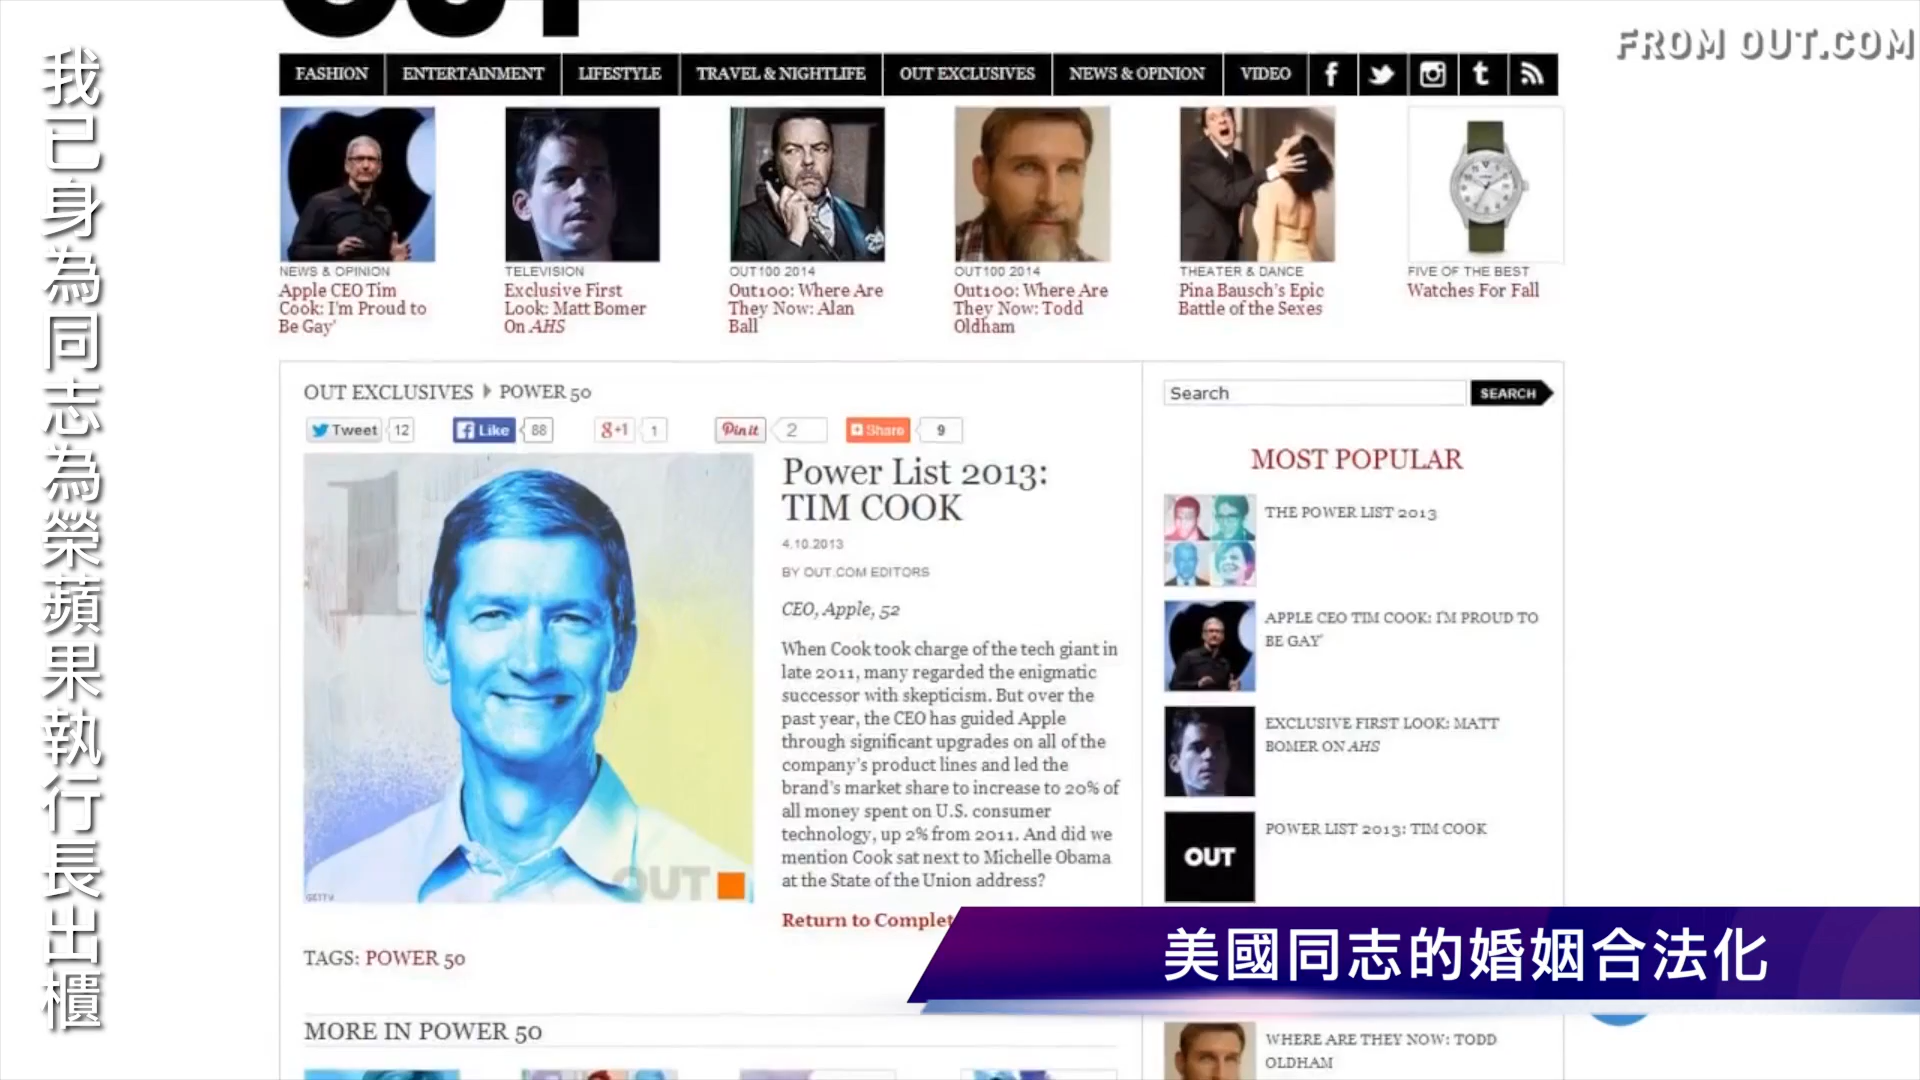 FROM OUT.COM
我已身為同志為榮蘋果執行長出櫃
OUT
FASHION
ENTERTAINMENT
LIFESTYLE
TRAVEL & NIGHTLIFE
OUT EXCLUSIVES
NEWS & OPINION
VIDEO
NEWS & OPINION
Apple CEO Tim
Cook: I'm Proud to
Be Gay'
TELEVISION
Exclusive First
Look: Matt Bomer
On AHS
OUT100 2014
Out100: Where Are
They Now: Alan
Ball
OUT100 2014
Out100: Where Are
They Now: Todd
Oldham
THEATER & DANCE
Pina Bausch's Epic
Battle of the Sexes
FIVE OF THE BEST
Watches For Fall
OUT EXCLUSIVES POWER 50
Tweet 12
Like 88
g+1 1
Pinit 2
Share 9
1
OUT
GETTY
Power List 2013:
TIM COOK
4.10.2013
BY OUT.COM EDITORS
CEO, Apple, 52
When Cook took charge of the tech giant in
late 2011, many regarded the enigmatic
successor with skepticism. But over the
past year, the CEO has guided Apple
through significant upgrades on all of the
company's product lines and led the
brand's market share to increase to 20% of
all money spent on U.S. consumer
technology, up 2% from 2011. And did we
mention Cook sat next to Michelle Obama
at the State of the Union address?
Return to Complet
TAGS: POWER 50
MORE IN POWER 50
Search SEARCH
MOST POPULAR
THE POWER LIST 2013
APPLE CEO TIM COOK: I'M PROUD TO
BE GAY'
EXCLUSIVE FIRST LOOK: MATT
BOMER ON AHS
OUT
POWER LIST 2013: TIM COOK
美國同志的婚姻合法化
WHERE ARE THEY NOW: TODD
OLDHAM